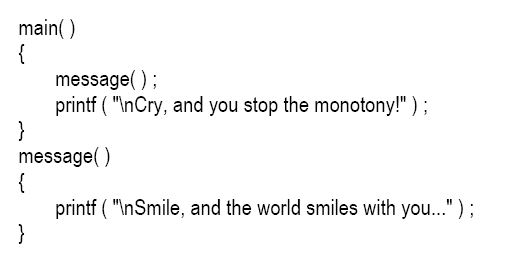 main( )
{
message( ) ;
printf ( "\nCry, and you stop the monotony!" ) ;
}
message( )
{
printf ( "\nSmile, and the world smiles with you..." ) ;
}